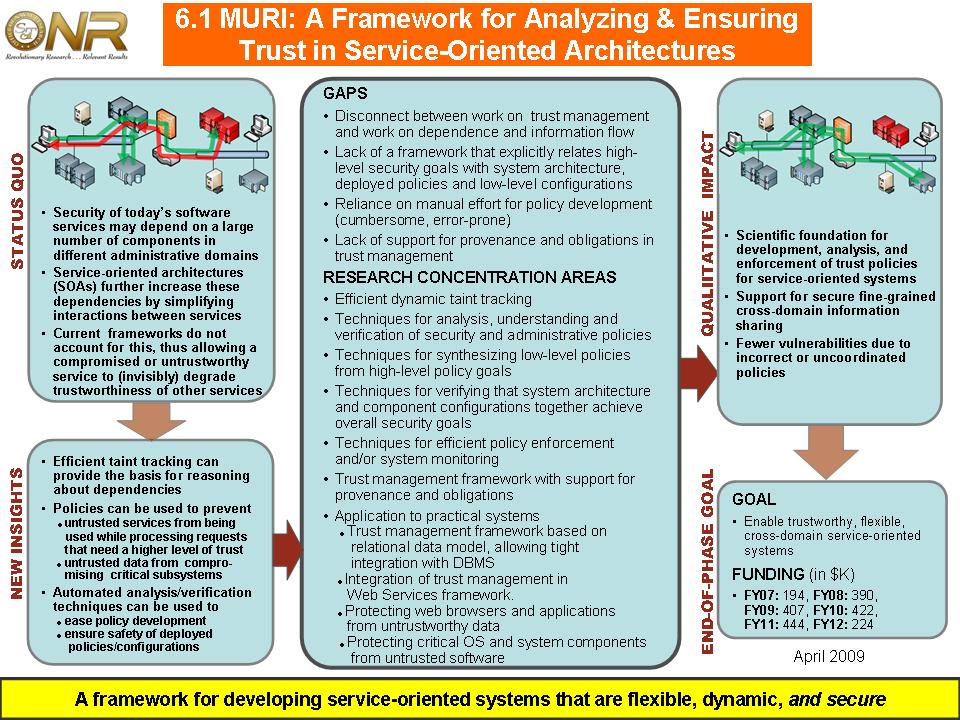 ONR
Revolutionary Research . . . Relevant Results
6.1 MURI: A Framework for Analyzing & Ensuring
Trust in Service-Oriented Architectures
STATUS QUO
• Security of today's software
services may depend on a large
number of components in
different administrative domains
• Service-oriented architectures
(SOAs) further increase these
dependencies by simplifying
interactions between services
• Current frameworks do not
account for this, thus allowing a
compromised or untrustworthy
service to (invisibly) degrade
trustworthiness of other services
NEW INSIGHTS
• Efficient taint tracking can
provide the basis for reasoning
about dependencies
• Policies can be used to prevent
• untrusted services from being
used while processing requests
that need a higher level of trust
• untrusted data from compro-
mising critical subsystems
• Automated analysis/verification
techniques can be used to
• ease policy development
• ensure safety of deployed
policies/configurations
GAPS
• Disconnect between work on trust management
and work on dependence and information flow
• Lack of a framework that explicitly relates high-
level security goals with system architecture,
deployed policies and low-level configurations
• Reliance on manual effort for policy development
(cumbersome, error-prone)
• Lack of support for provenance and obligations in
trust management
RESEARCH CONCENTRATION AREAS
• Efficient dynamic taint tracking
• Techniques for analysis, understanding and
verification of security and administrative policies
• Techniques for synthesizing low-level policies
from high-level policy goals
• Techniques for verifying that system architecture
and component configurations together achieve
overall security goals
• Techniques for efficient policy enforcement
and/or system monitoring
• Trust management framework with support for
provenance and obligations
• Application to practical systems
• Trust management framework based on
relational data model, allowing tight
integration with DBMS
• Integration of trust management in
Web Services framework.
• Protecting web browsers and applications
from untrustworthy data
• Protecting critical OS and system components
from untrusted software
QUALIITATIVE IMPACT
• Scientific foundation for
development, analysis, and
enforcement of trust policies
for service-oriented systems
• Support for secure fine-grained
cross-domain information
sharing
• Fewer vulnerabilities due to
incorrect or uncoordinated
policies
END-OF-PHASE GOAL
GOAL
• Enable trustworthy, flexible,
cross-domain service-oriented
systems
FUNDING (in $K)
• FY07: 194, FY08: 390,
FY09: 407, FY10: 422,
FY11: 444, FY12: 224
April 2009
A framework for developing service-oriented systems that are flexible, dynamic, and secure